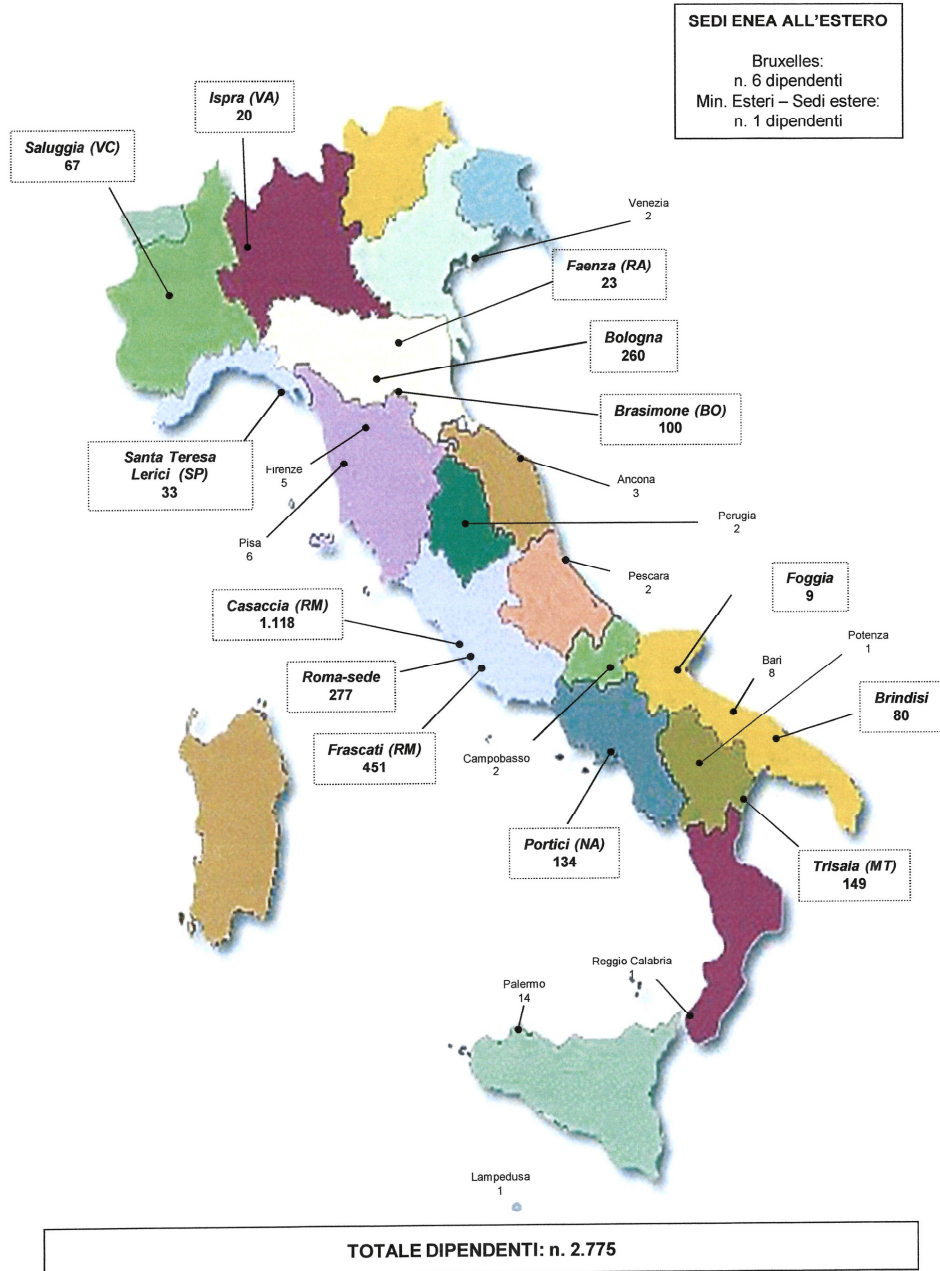 SEDI ENEA ALL'ESTERO
Bruxelles:
n. 6 dipendenti
Min. Esteri – Sedi estere:
n. 1 dipendenti
Ispra (VA)
20
Saluggia (VC)
67
Venezia
2
Faenza (RA)
23
Bologna
260
Brasimone (BO)
100
Santa Teresa
Lerici (SP)
33
Firenze
5
Ancona
3
Pisa
6
Perugia
2
Pescara
2
Foggia
9
Casaccia (RM)
1.118
Potenza
1
Roma-sede
277
Bari
8
Brindisi
80
Frascati (RM)
451
Campobasso
2
Portici (NA)
134
Trisaia (MT)
149
Reggio Calabria
1
Palermo
14
Lampedusa
1
TOTALE DIPENDENTI: n. 2.775